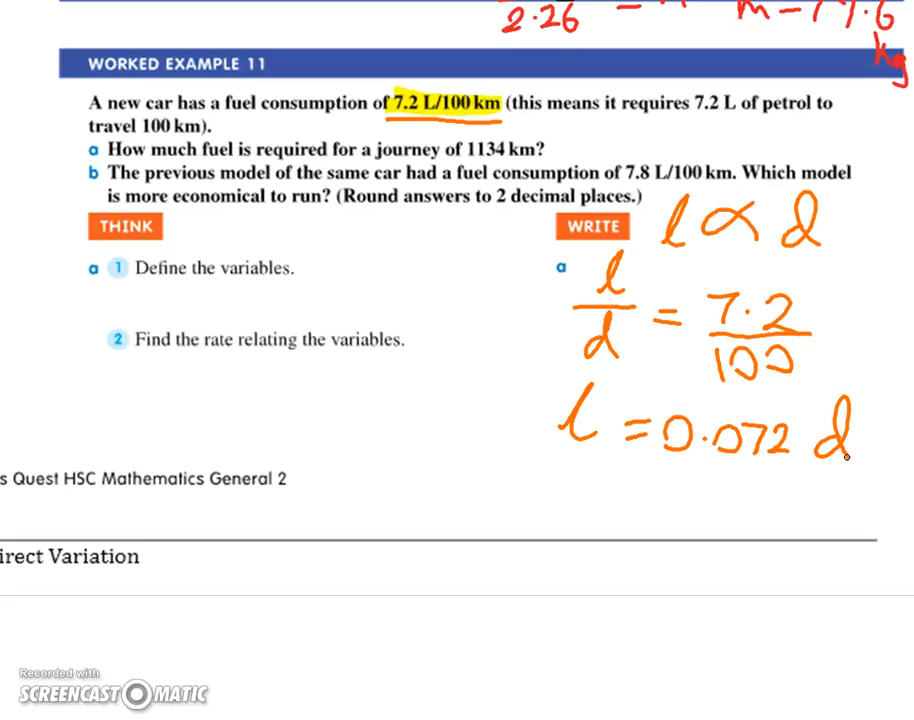 2.26 = m = 77.6
kg
WORKED EXAMPLE 11
A new car has a fuel consumption of 7.2 L/100 km (this means it requires 7.2 L of petrol to
travel 100 km).
a How much fuel is required for a journey of 1134 km?
b The previous model of the same car had a fuel consumption of 7.8 L/100 km. Which model
is more economical to run? (Round answers to 2 decimal places.)
THINK
WRITE
l ∝ d
a 1 Define the variables.
a
l/d = 7.2/100
2 Find the rate relating the variables.
l = 0.072 d
s Quest HSC Mathematics General 2
irect Variation
Recorded with
SCREENCAST-O-MATIC